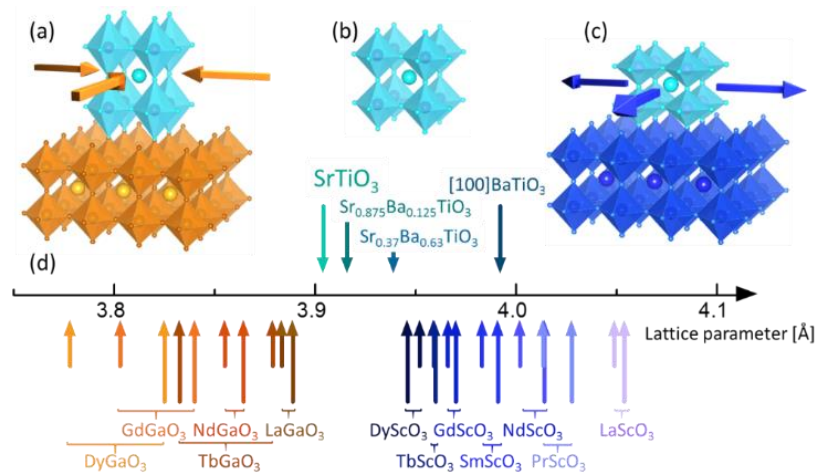 (a)
(b)
(c)
SrTiO₃
[100]BaTiO₃
Sr₀.₈₇₅Ba₀.₁₂₅TiO₃
Sr₀.₃₇Ba₀.₆₃TiO₃
(d)
3.8 3.9 4.0 4.1
Lattice parameter [Å]
GdGaO₃ NdGaO₃ LaGaO₃ DyScO₃ GdScO₃ NdScO₃ LaScO₃
DyGaO₃ TbGaO₃ TbScO₃ SmScO₃ PrScO₃